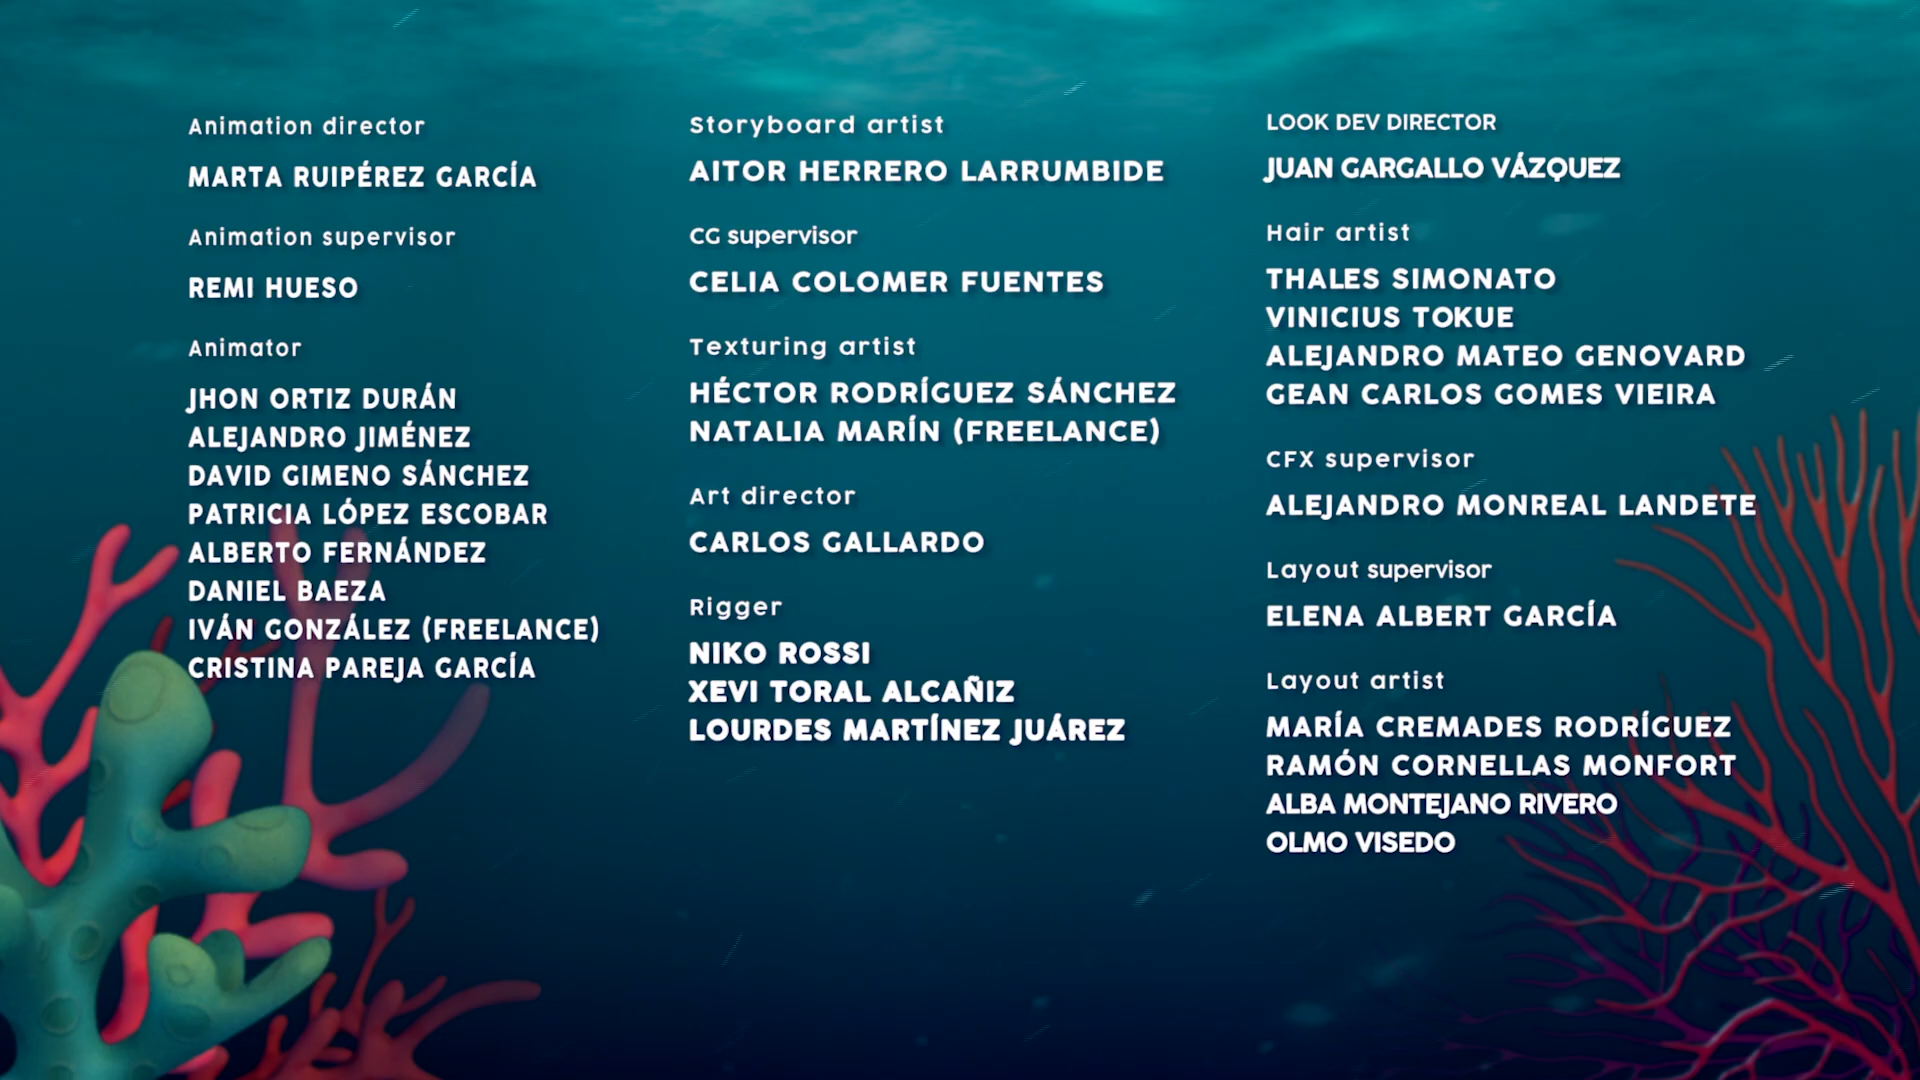 Animation director
MARTA RUIPÉREZ GARCÍA
Animation supervisor
REMI HUESO
Animator
JHON ORTIZ DURÁN
ALEJANDRO JIMÉNEZ
DAVID GIMENO SÁNCHEZ
PATRICIA LÓPEZ ESCOBAR
ALBERTO FERNÁNDEZ
DANIEL BAEZA
IVÁN GONZÁLEZ (FREELANCE)
CRISTINA PAREJA GARCÍA
Storyboard artist
AITOR HERRERO LARRUMBIDE
CG supervisor
CELIA COLOMER FUENTES
Texturing artist
HÉCTOR RODRÍGUEZ SÁNCHEZ
NATALIA MARÍN (FREELANCE)
Art director
CARLOS GALLARDO
Rigger
NIKO ROSSI
XEVI TORAL ALCAÑIZ
LOURDES MARTÍNEZ JUÁREZ
LOOK DEV DIRECTOR
JUAN GARGALLO VÁZQUEZ
Hair artist
THALES SIMONATO
VINICIUS TOKUE
ALEJANDRO MATEO GENOVARD
GEAN CARLOS GOMES VIEIRA
CFX supervisor
ALEJANDRO MONREAL LANDETE
Layout supervisor
ELENA ALBERT GARCÍA
Layout artist
MARÍA CREMADES RODRÍGUEZ
RAMÓN CORNELLAS MONFORT
ALBA MONTEJANO RIVERO
OLMO VISEDO